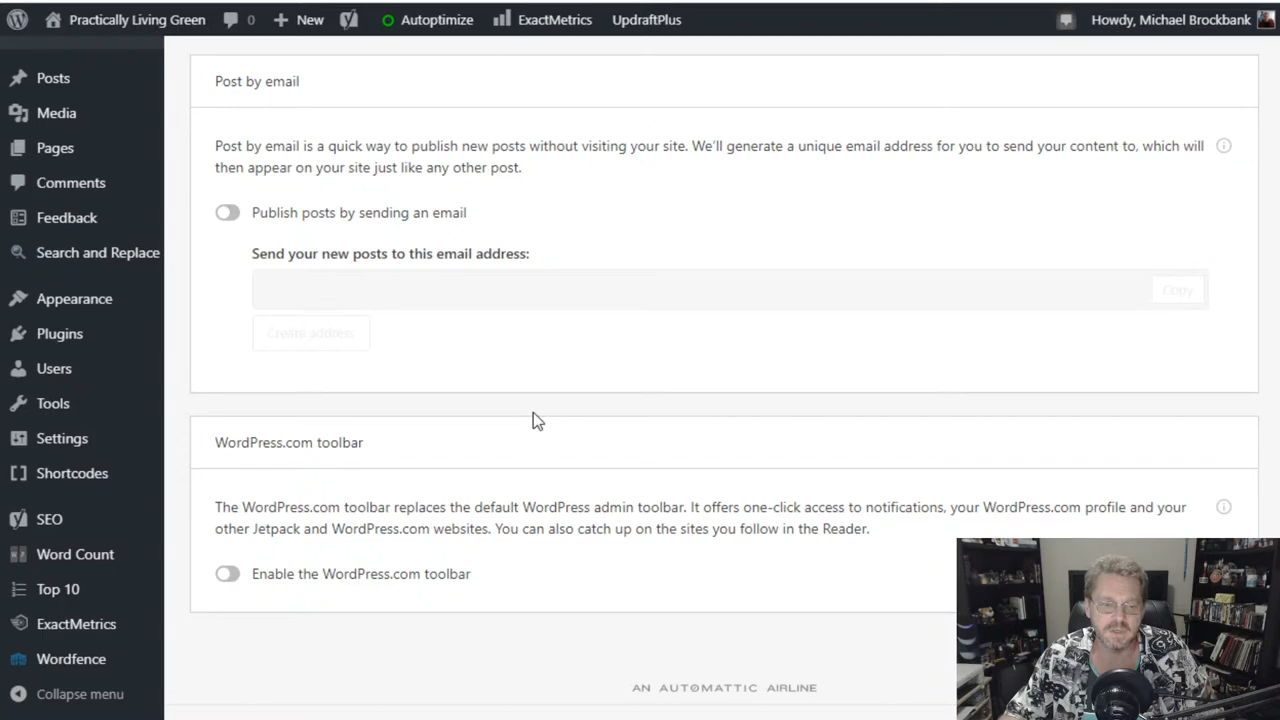 Practically Living Green 0 New Autoptimize ExactMetrics UpdraftPlus Howdy, Michael Brockbank
Posts
Media
Pages
Comments
Feedback
Search and Replace
Appearance
Plugins
Users
Tools
Settings
Shortcodes
SEO
Word Count
Top 10
ExactMetrics
Wordfence
Collapse menu
Post by email
Post by email is a quick way to publish new posts without visiting your site. We'll generate a unique email address for you to send your content to, which will
then appear on your site just like any other post.
Publish posts by sending an email
Send your new posts to this email address:
Copy
Create address
WordPress.com toolbar
The WordPress.com toolbar replaces the default WordPress admin toolbar. It offers one-click access to notifications, your WordPress.com profile and your
other Jetpack and WordPress.com websites. You can also catch up on the sites you follow in the Reader.
Enable the WordPress.com toolbar
AN AUTOMATTIC AIRLINE